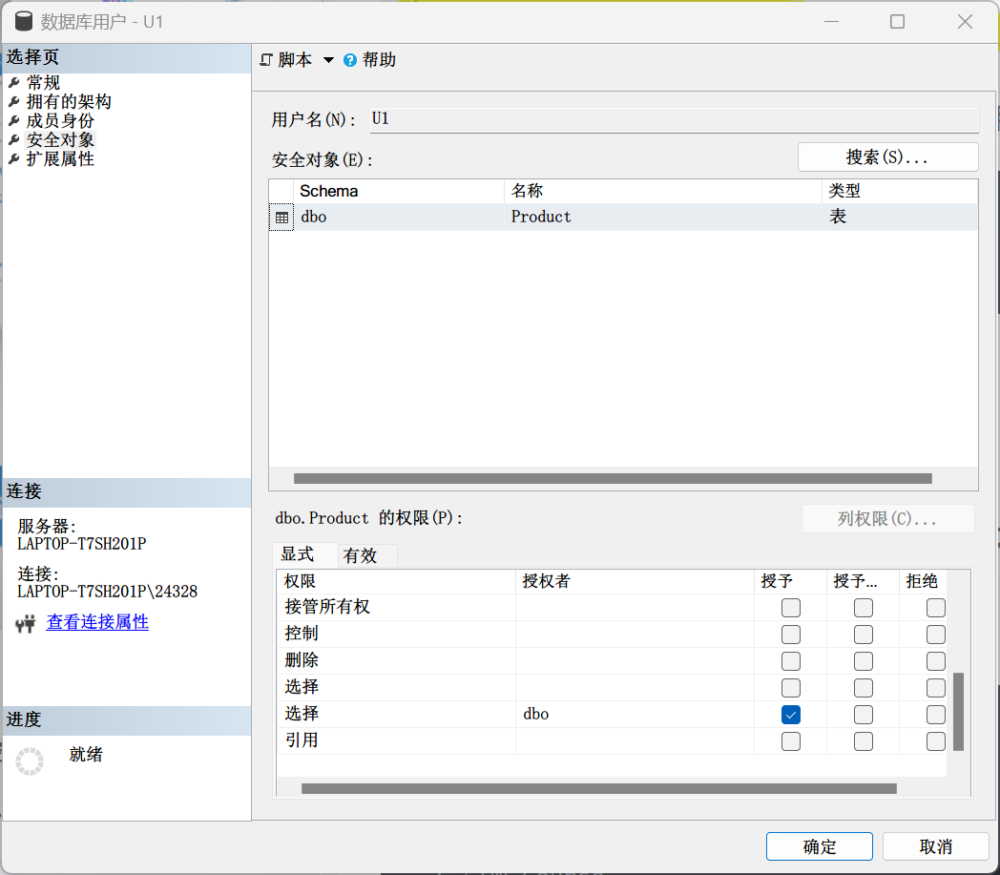 数据库用户 - U1
选择页
常规
拥有的架构
成员身份
安全对象
扩展属性
脚本
帮助
用户名(N):
U1
安全对象(E):
搜索(S)...
Schema 名称 类型
dbo Product 表
dbo.Product 的权限(P):
列权限(C)...
显式 有效
权限 授权者 授予 授予... 拒绝
接管所有权
控制
删除
选择
选择 dbo
引用
连接
服务器:
LAPTOP-T7SH201P
连接:
LAPTOP-T7SH201P\24328
查看连接属性
进度
就绪
确定
取消